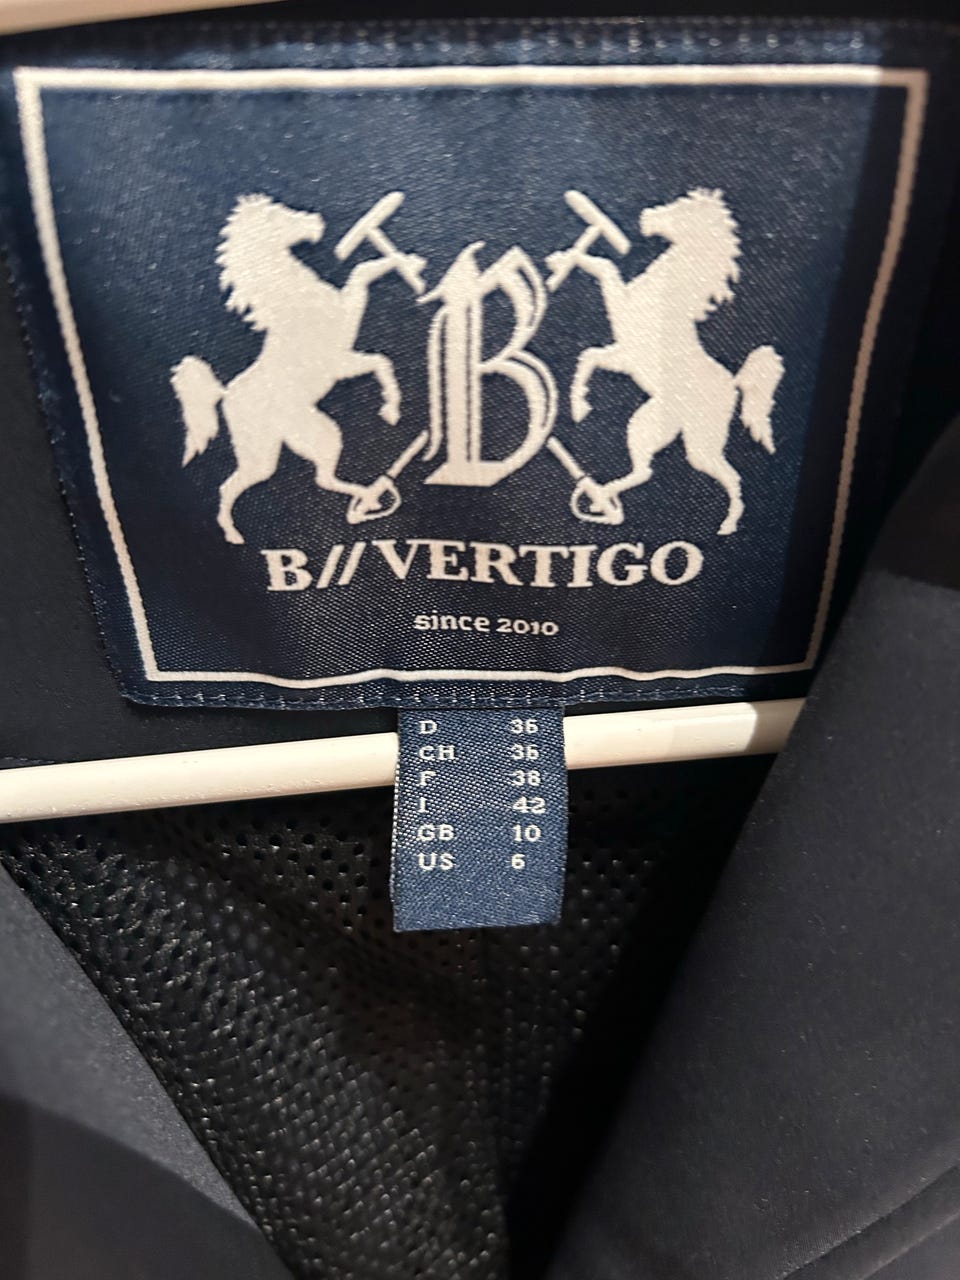 B
B//VERTIGO
since 2010
D 36
CH 36
F 38
I 42
GB 10
US 6